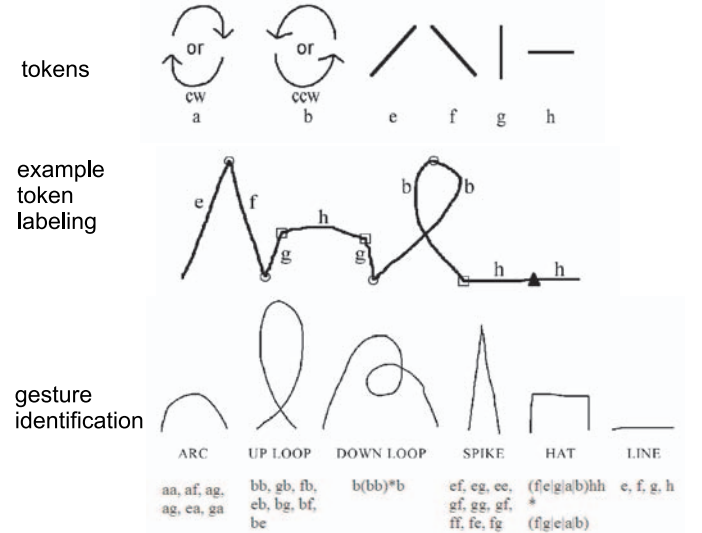 or or
tokens
cw ccw
a b e f g h
example
token
labeling
e f h b b
g g
h h
gesture
identification
ARC UP LOOP DOWN LOOP SPIKE HAT LINE
aa, af, ag, bb, gb, fb, b(bb)*b ef, eg, ee, (f|e|g|a|b)hh e, f, g, h
ag, ea, ga eb, bg, bf, gf, gg, gf, *
be ff, fe, fg (f|g|e|a|b)